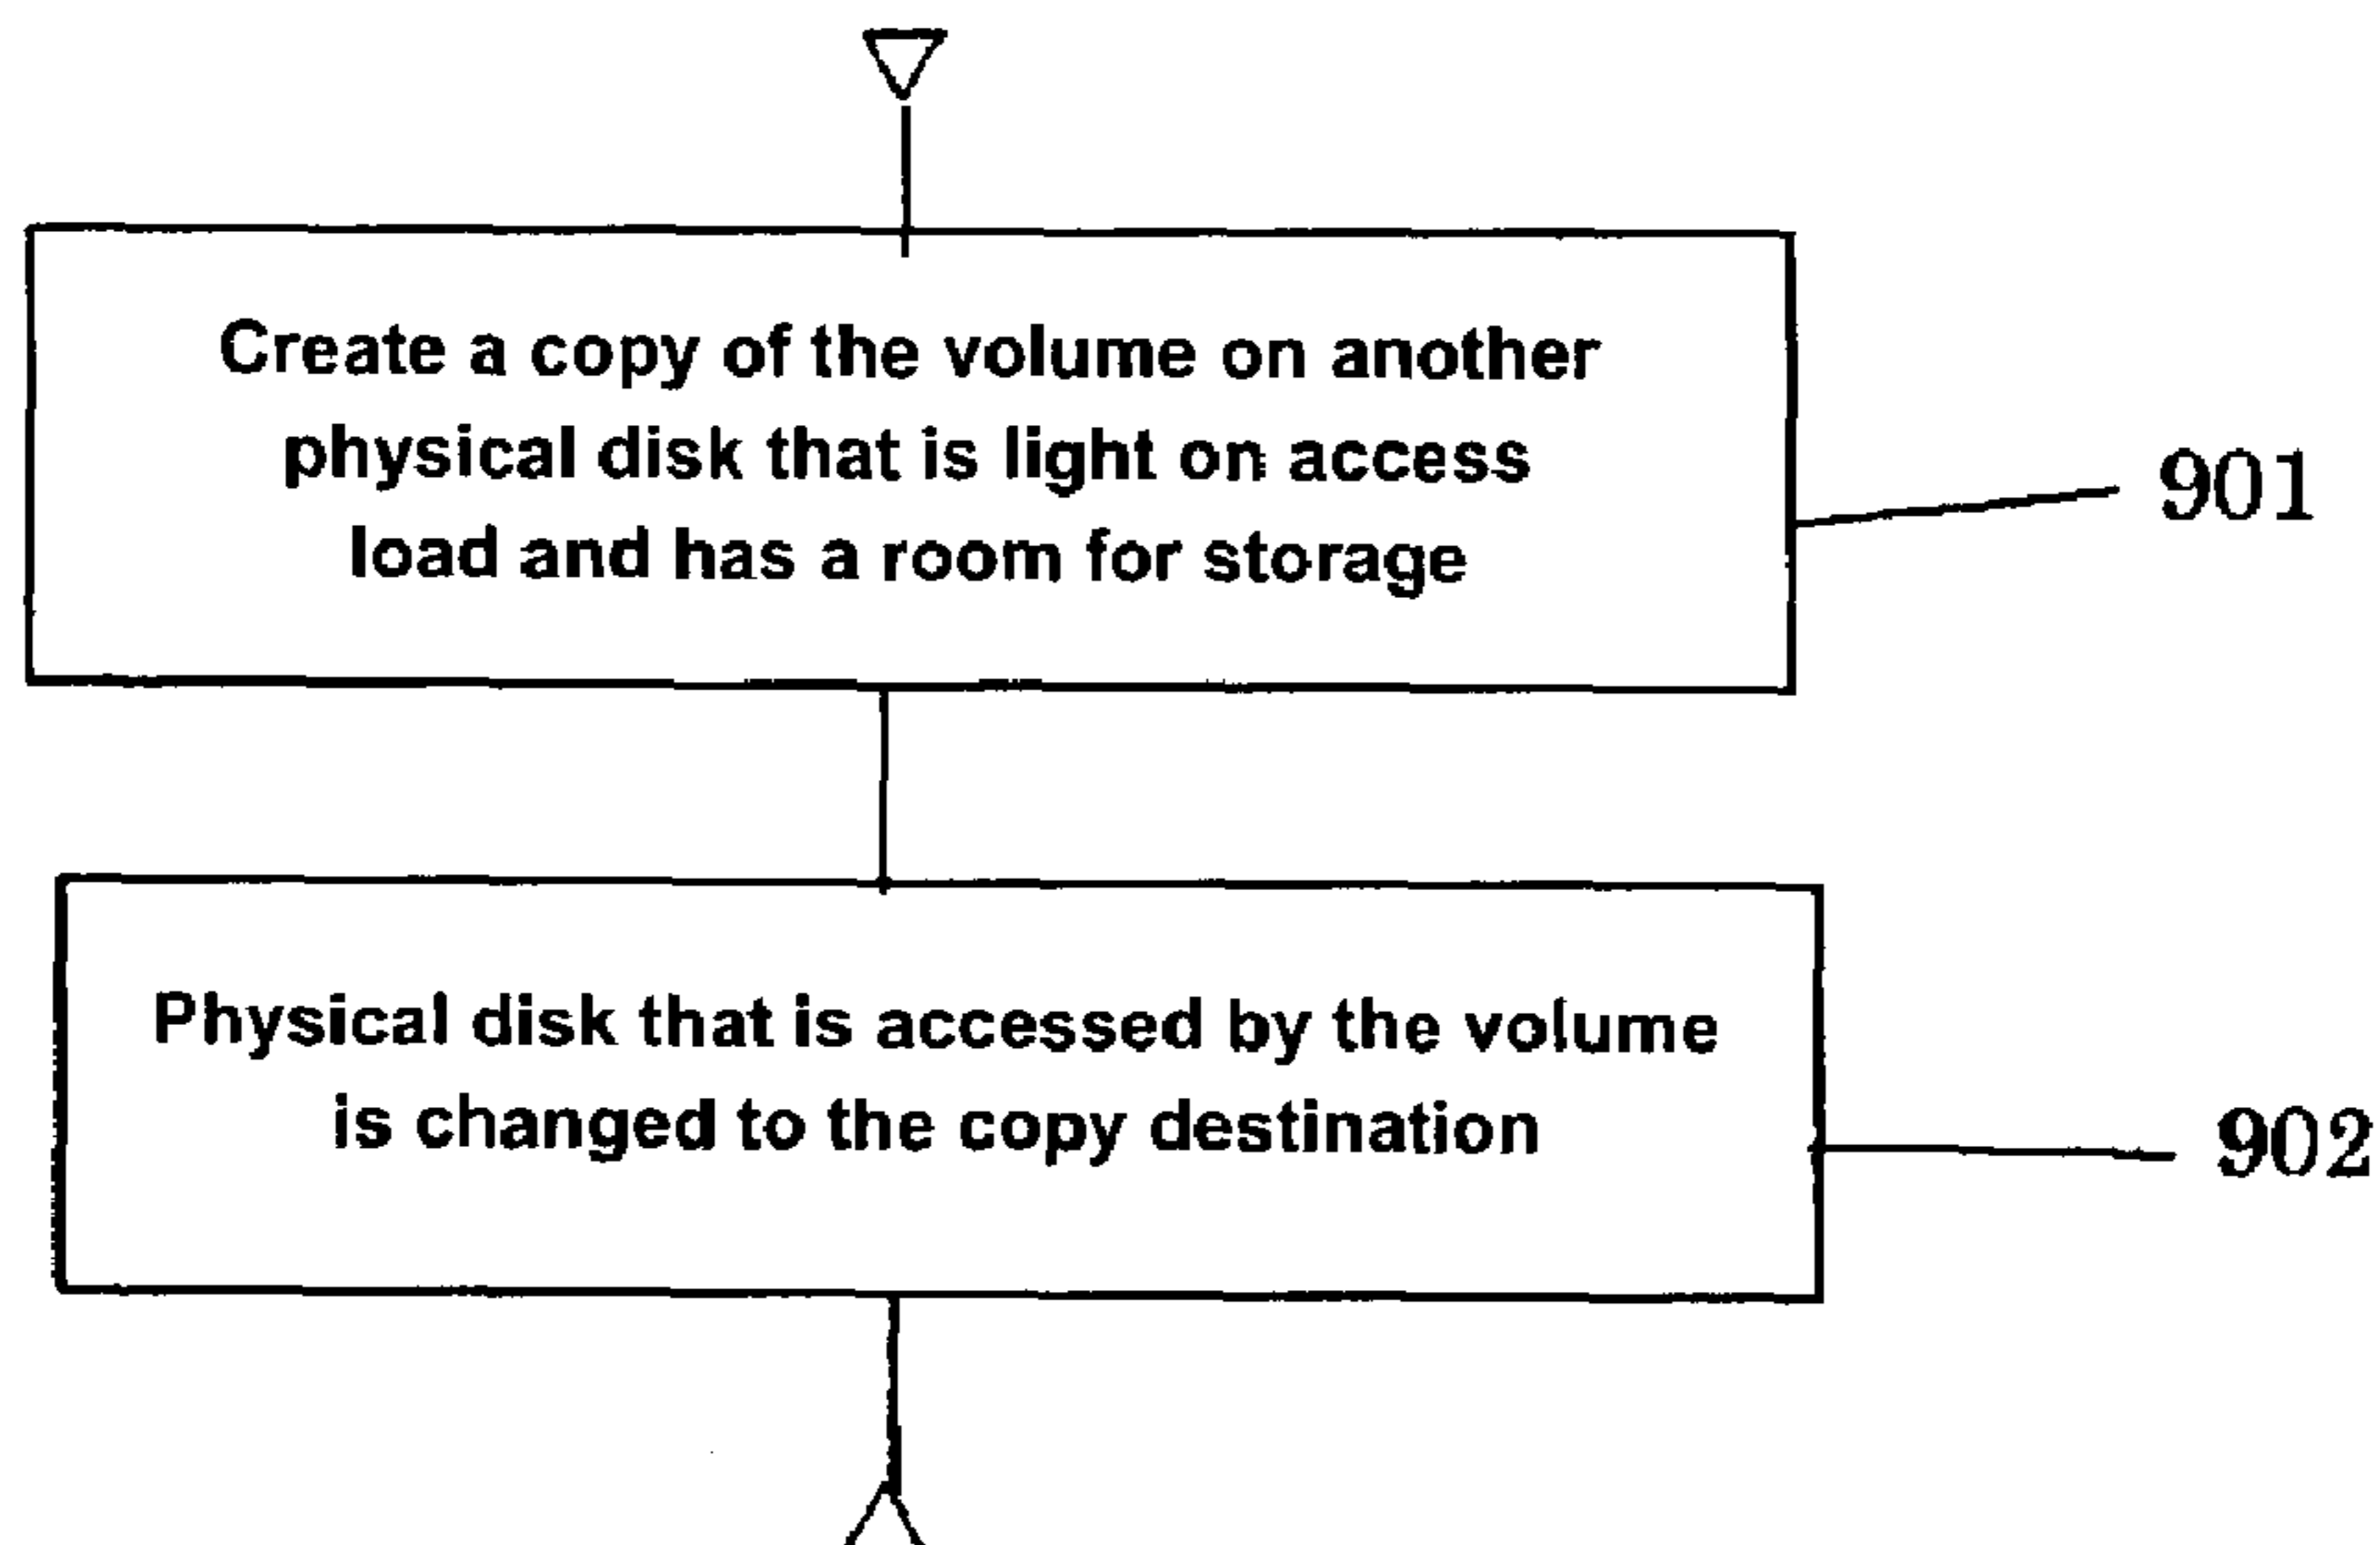 Create a copy of the volume on another
physical disk that is light on access
load and has a room for storage
901
Physical disk that is accessed by the volume
is changed to the copy destination
902